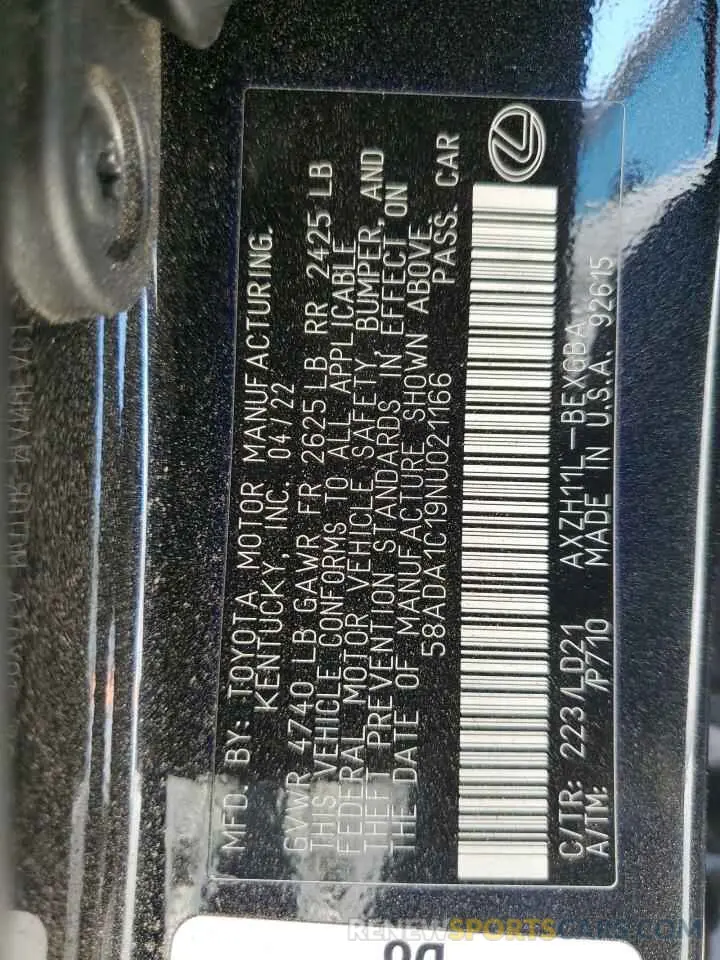 MFD. BY: TOYOTA MOTOR MANUFACTURING.
KENTUCKY, INC. 04/22
GVWR 4740 LB GAWR FR 2625 LB RR 2425 LB
THIS VEHICLE CONFORMS TO ALL APPLICABLE
FEDERAL MOTOR VEHICLE SAFETY, BUMPER, AND
THEFT PREVENTION STANDARDS IN EFFECT ON
THE DATE OF MANUFACTURE SHOWN ABOVE.
58ADA1C19NU021166 PASS. CAR
C/TR: 223/LD21 AXZH11L-BEXGBA
A/TM: /P710 MADE IN U.S.A. 92615
RENEWSPORTSCARS.COM